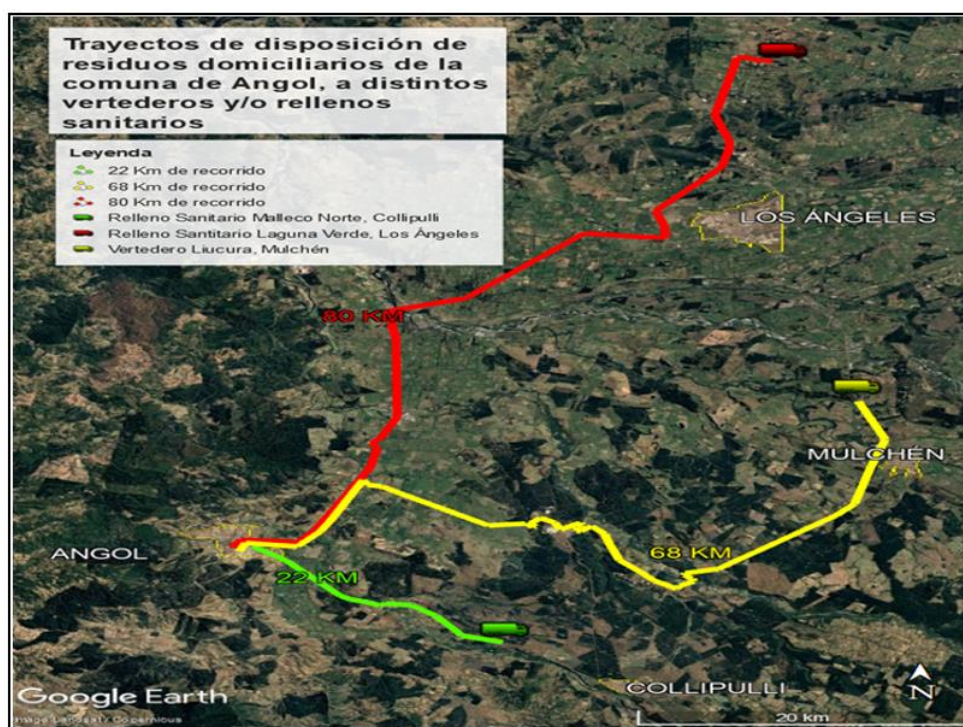 Trayectos de disposición de
residuos domiciliarios de la
comuna de Angol, a distintos
vertederos y/o rellenos
sanitarios
Leyenda
22 Km de recorrido
68 Km de recorrido
80 Km de recorrido
Relleno Sanitario Malleco Norte, Collipulli
Relleno Santitario Laguna Verde, Los Ángeles
Vertedero Liucura, Mulchén
LOS ÁNGELES
80 KM
MULCHÉN
ANGOL
68 KM
22 KM
COLLIPULLI
N
Google Earth
Image Landsat / Copernicus
20 km